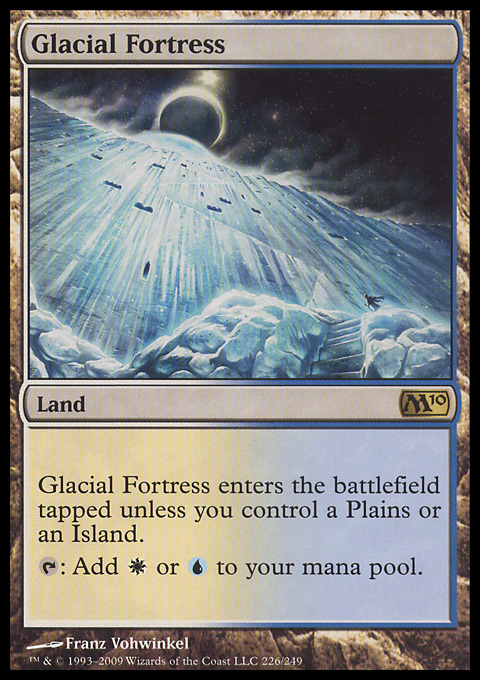 Glacial Fortress
Land
M10
Glacial Fortress enters the battlefield
tapped unless you control a Plains or
an Island.
: Add or to your mana pool.
Franz Vohwinkel
™ & © 1993–2009 Wizards of the Coast LLC 226/249